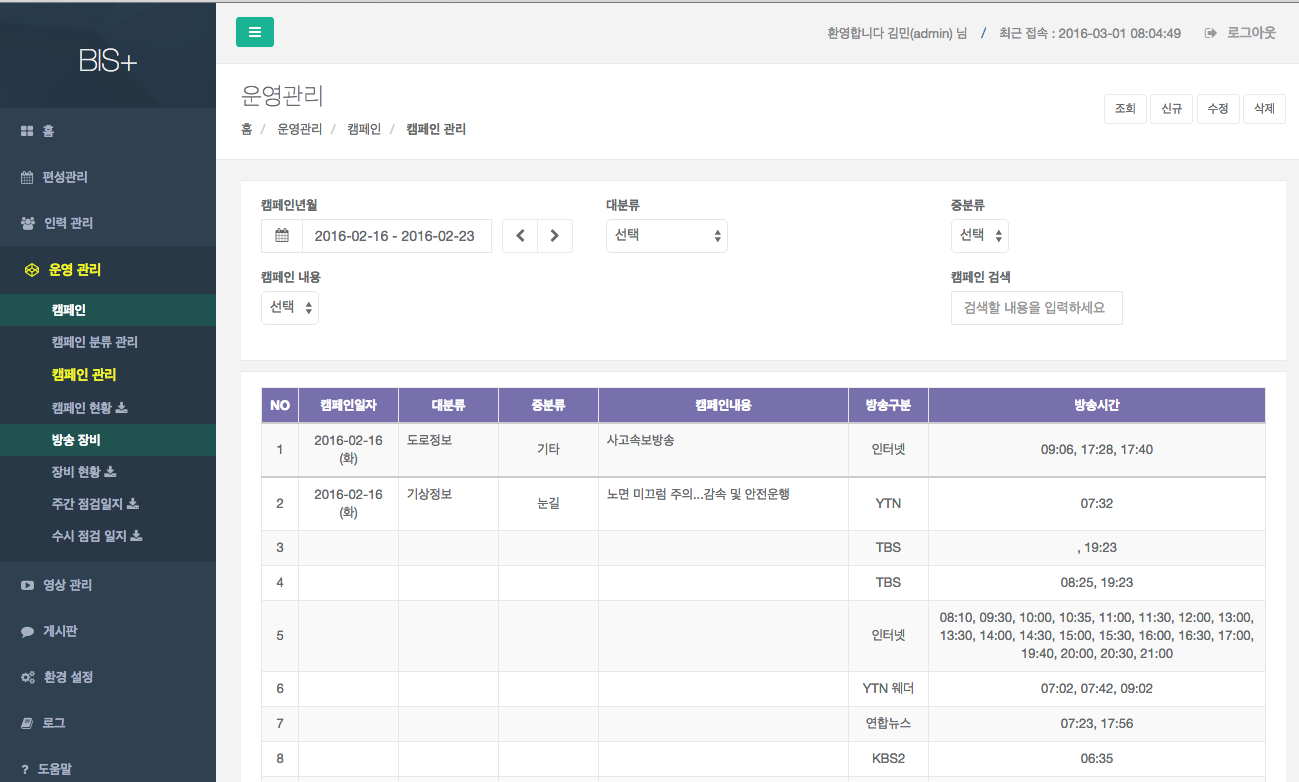 BIS+
홈
편성관리
인력 관리
운영 관리
캠페인
캠페인 분류 관리
캠페인 관리
캠페인 현황
방송 장비
장비 현황
주간 점검일지
수시 점검 일지
영상 관리
게시판
환경 설정
로그
? 도움말
환영합니다 김민(admin) 님 / 최근 접속 : 2016-03-01 08:04:49 로그아웃
운영관리
홈 / 운영관리 / 캠페인 / 캠페인 관리
조회 신규 수정 삭제
캠페인년월 대분류 중분류
2016-02-16 - 2016-02-23 선택 선택
캠페인 내용 캠페인 검색
선택 검색할 내용을 입력하세요
NO 캠페인일자 대분류 중분류 캠페인내용 방송구분 방송시간
1 2016-02-16 (화) 도로정보 기타 사고속보방송 인터넷 09:06, 17:28, 17:40
2 2016-02-16 (화) 기상정보 눈길 노면 미끄럼 주의...감속 및 안전운행 YTN 07:32
3 TBS , 19:23
4 TBS 08:25, 19:23
5 인터넷 08:10, 09:30, 10:00, 10:35, 11:00, 11:30, 12:00, 13:00,
13:30, 14:00, 14:30, 15:00, 15:30, 16:00, 16:30, 17:00,
19:40, 20:00, 20:30, 21:00
6 YTN 웨더 07:02, 07:42, 09:02
7 연합뉴스 07:23, 17:56
8 KBS2 06:35